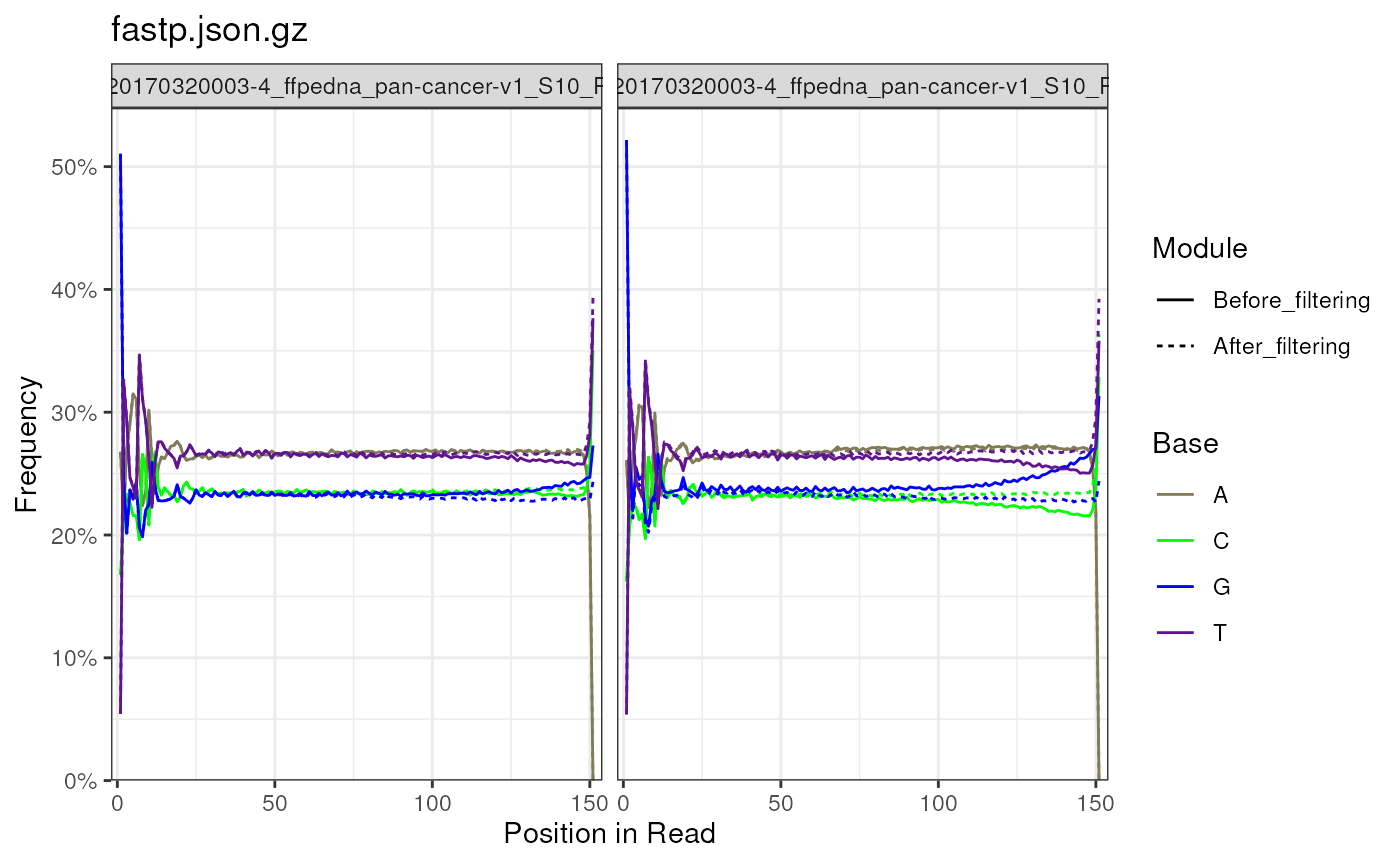 fastp.json.gz
20170320003-4_ffpedna_pan-cancer-v1_S10_F
20170320003-4_ffpedna_pan-cancer-v1_S10_F
Frequency
50%
40%
30%
20%
10%
0%
0 50 100 150
0 50 100 150
Position in Read
Module
Before_filtering
After_filtering
Base
A
C
G
T